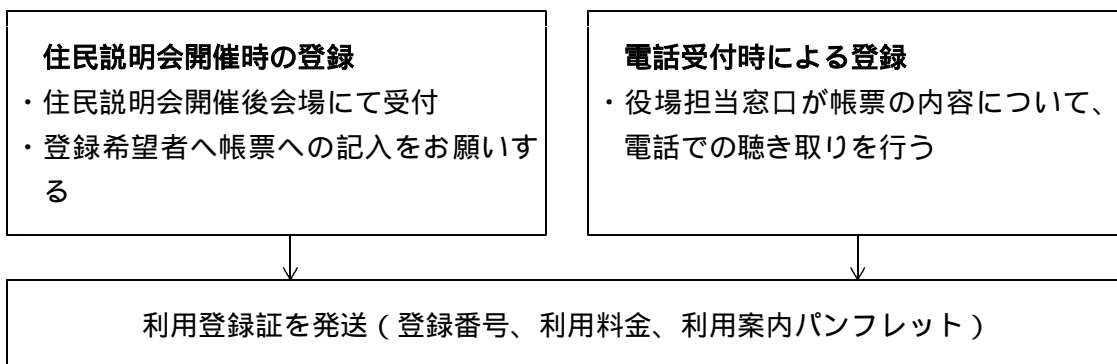 住民説明会開催時の登録
・住民説明会開催後会場にて受付
・登録希望者へ帳票への記入をお願いす
る
電話受付時による登録
・役場担当窓口が帳票の内容について、
電話での聴き取りを行う
利用登録証を発送（登録番号、利用料金、利用案内パンフレット）